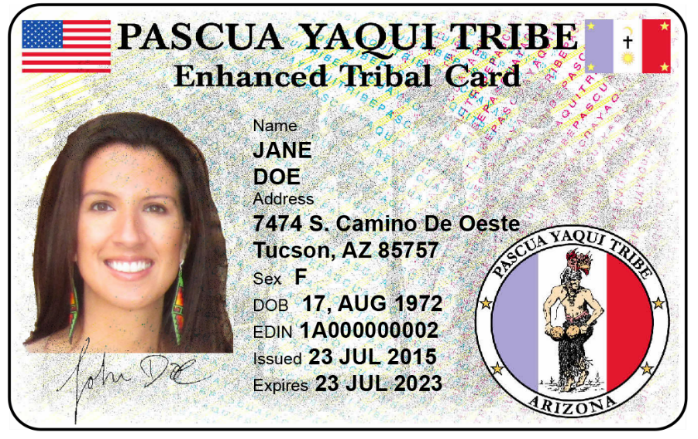 PASCUA YAQUI TRIBE
Enhanced Tribal Card
Name
JANE
DOE
Address
7474 S. Camino De Oeste
Tucson, AZ 85757
Sex F
DOB 17, AUG 1972
EDIN 1A000000002
Issued 23 JUL 2015
Expires 23 JUL 2023
John Doe
PASCUA YAQUI TRIBE
ARIZONA